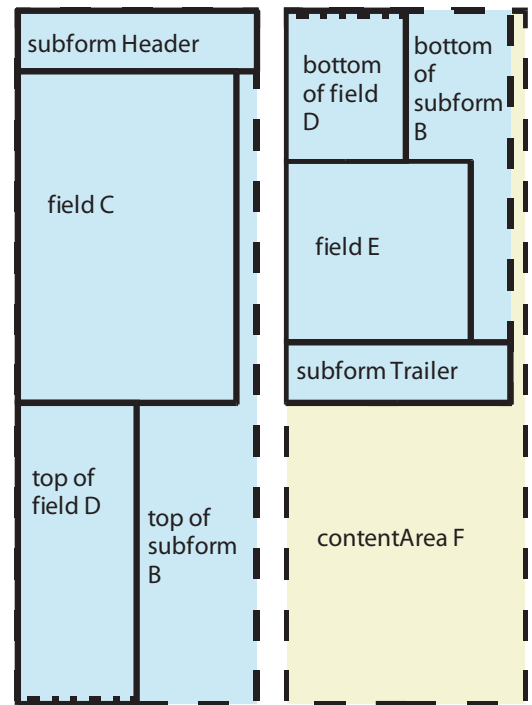 subform Header
field C
top of
field D
top of
subform
B
bottom
of field
D
bottom
of
subform
B
field E
subform Trailer
contentArea F